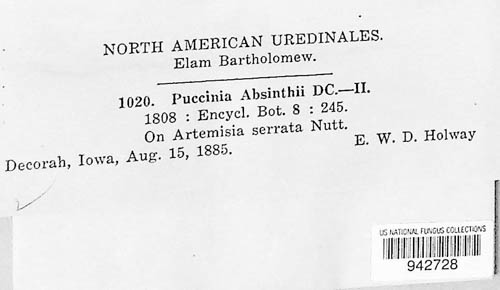 NORTH AMERICAN UREDINALES.
Elam Bartholomew.
1020. Puccinia Absinthii DC.—II.
1808 : Encycl. Bot. 8 : 245.
On Artemisia serrata Nutt.
Decorah, Iowa, Aug. 15, 1885. E. W. D. Holway
US NATIONAL FUNGUS COLLECTIONS
942728